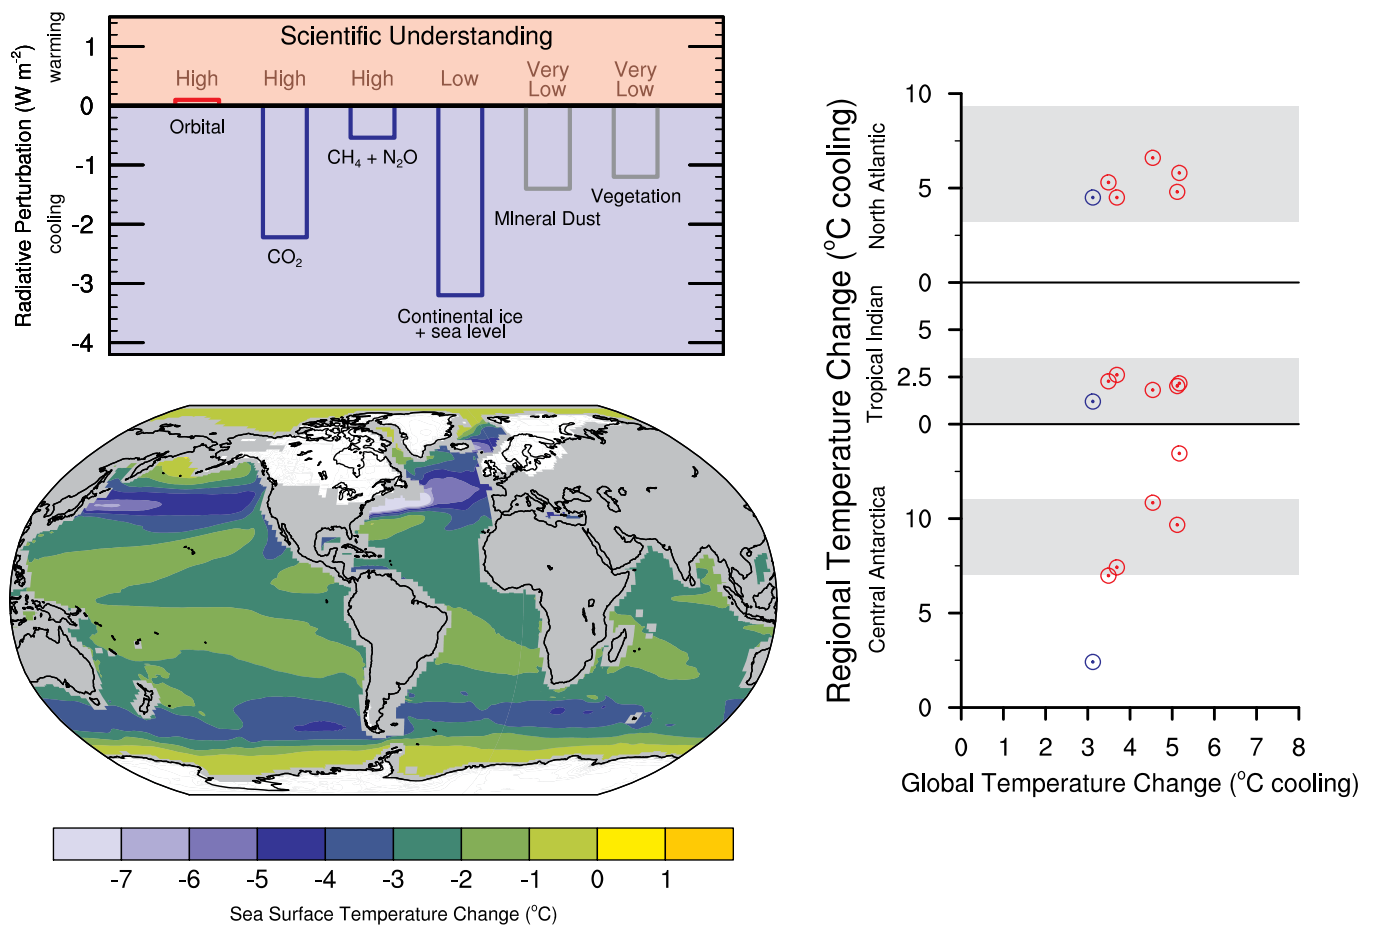 Scientific Understanding
Radiative Perturbation (W m⁻²)
warming
cooling
1
0
-1
-2
-3
-4
High
High
High
Low
Very
Low
Very
Low
Orbital
CO₂
CH₄ + N₂O
Continental ice
+ sea level
MIneral Dust
Vegetation
-7
-6
-5
-4
-3
-2
-1
0
1
Sea Surface Temperature Change (°C)
Regional Temperature Change (°C cooling)
North Atlantic
Tropical Indian
Central Antarctica
10
5
0
5
2.5
0
10
5
0
0
1
2
3
4
5
6
7
8
Global Temperature Change (°C cooling)